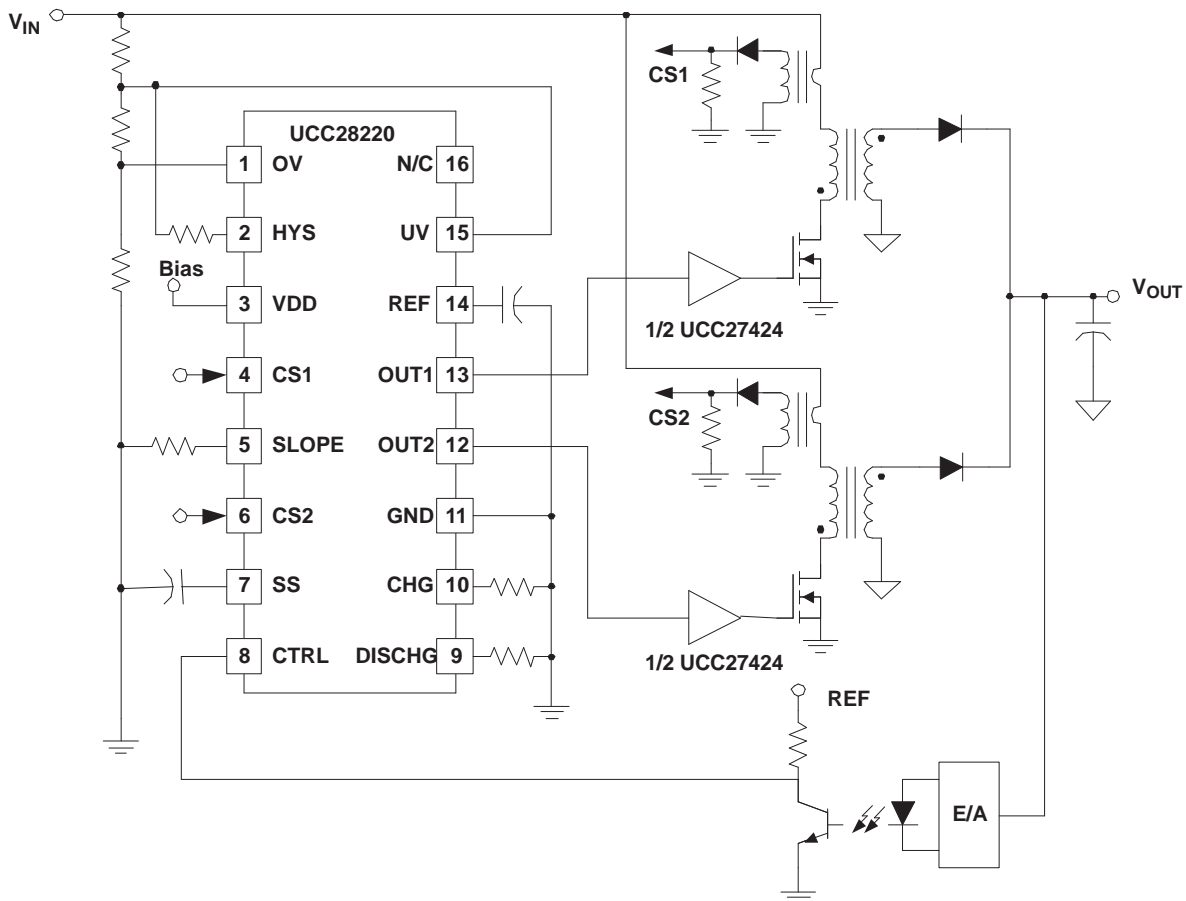 VIN
CS1
UCC28220
1 OV N/C 16
2 HYS UV 15
Bias
3 VDD REF 14
VOUT
1/2 UCC27424
4 CS1 OUT1 13
CS2
5 SLOPE OUT2 12
6 CS2 GND 11
7 SS CHG 10
8 CTRL DISCHG 9
1/2 UCC27424
REF
E/A